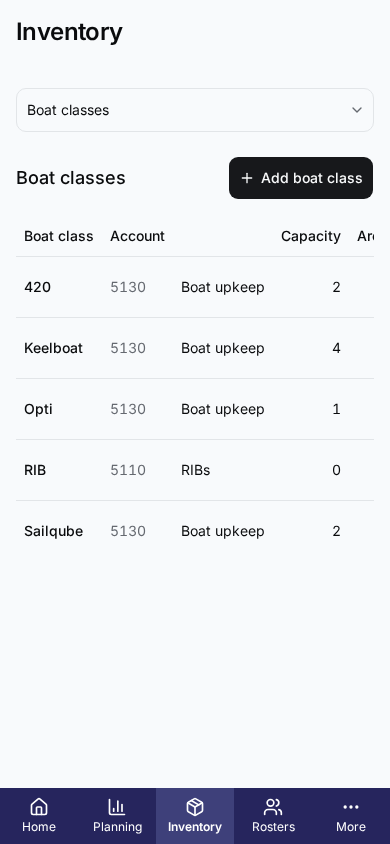 Inventory
Boat classes
Boat classes
Add boat class
Boat class Account Capacity Are
420 5130 Boat upkeep 2
Keelboat 5130 Boat upkeep 4
Opti 5130 Boat upkeep 1
RIB 5110 RIBs 0
Sailqube 5130 Boat upkeep 2
Home Planning Inventory Rosters More